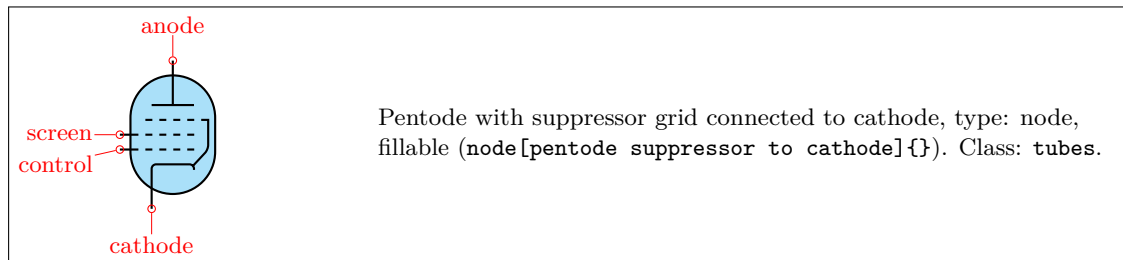 anode
screen
control
cathode
Pentode with suppressor grid connected to cathode, type: node,
fillable (node[pentode suppressor to cathode]{}). Class: tubes.